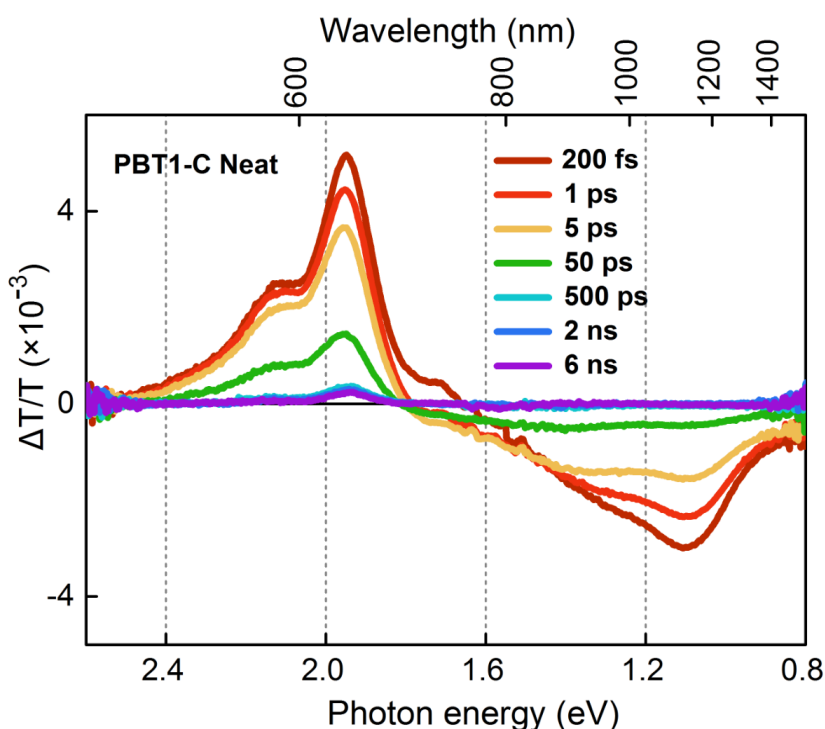 Wavelength (nm)
600 800 1000 1200 1400
PBT1-C Neat
200 fs
1 ps
5 ps
50 ps
500 ps
2 ns
6 ns
ΔT/T (×10⁻³)
4
0
-4
2.4 2.0 1.6 1.2 0.8
Photon energy (eV)